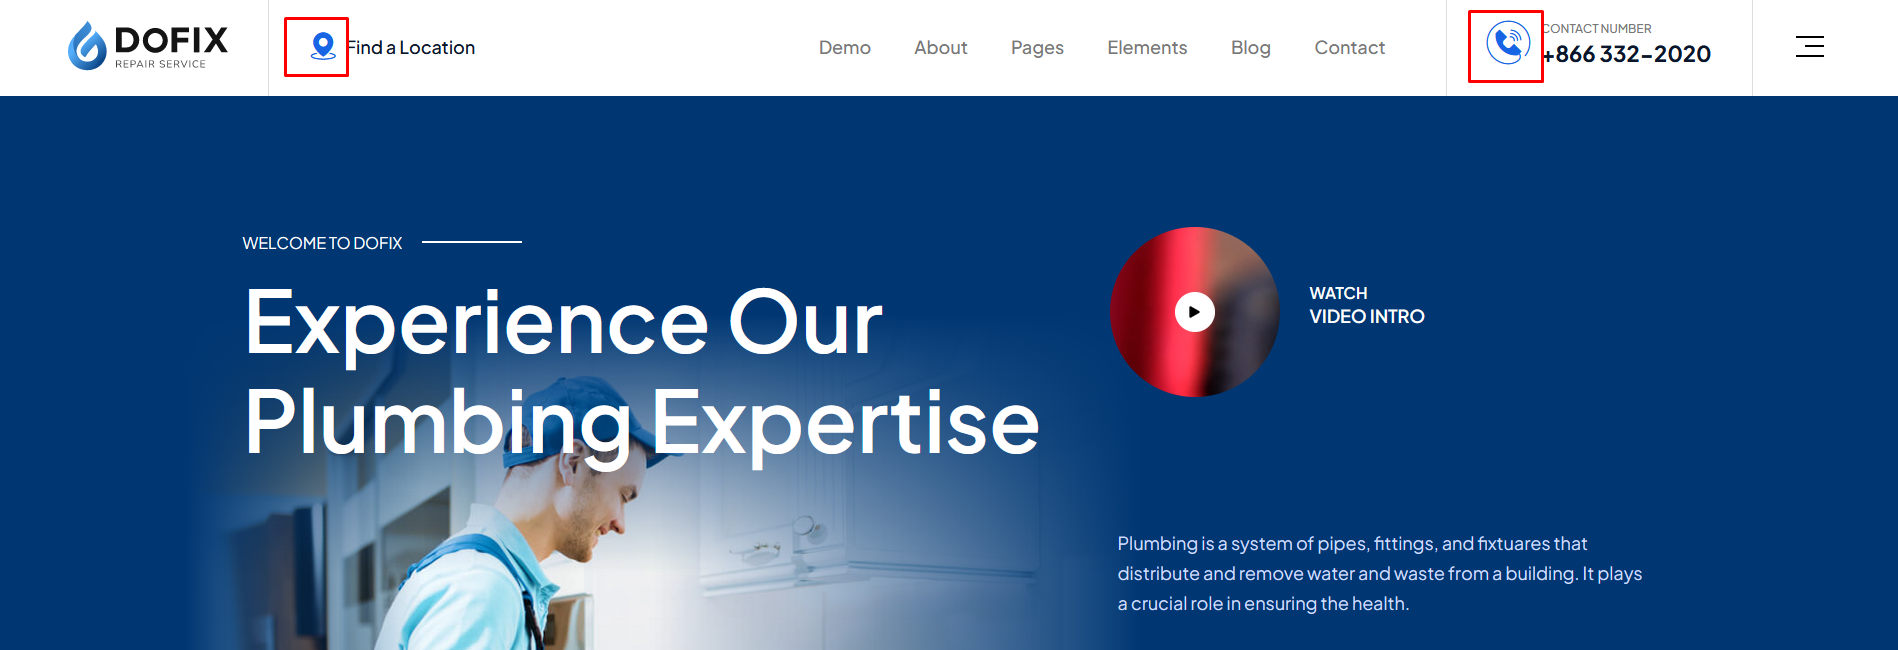 DOFIX
REPAIR SERVICE
Find a Location
Demo
About
Pages
Elements
Blog
Contact
CONTACT NUMBER
+866 332-2020
WELCOME TO DOFIX
Experience Our
Plumbing Expertise
WATCH
VIDEO INTRO
Plumbing is a system of pipes, fittings, and fixtuares that
distribute and remove water and waste from a building. It plays
a crucial role in ensuring the health.